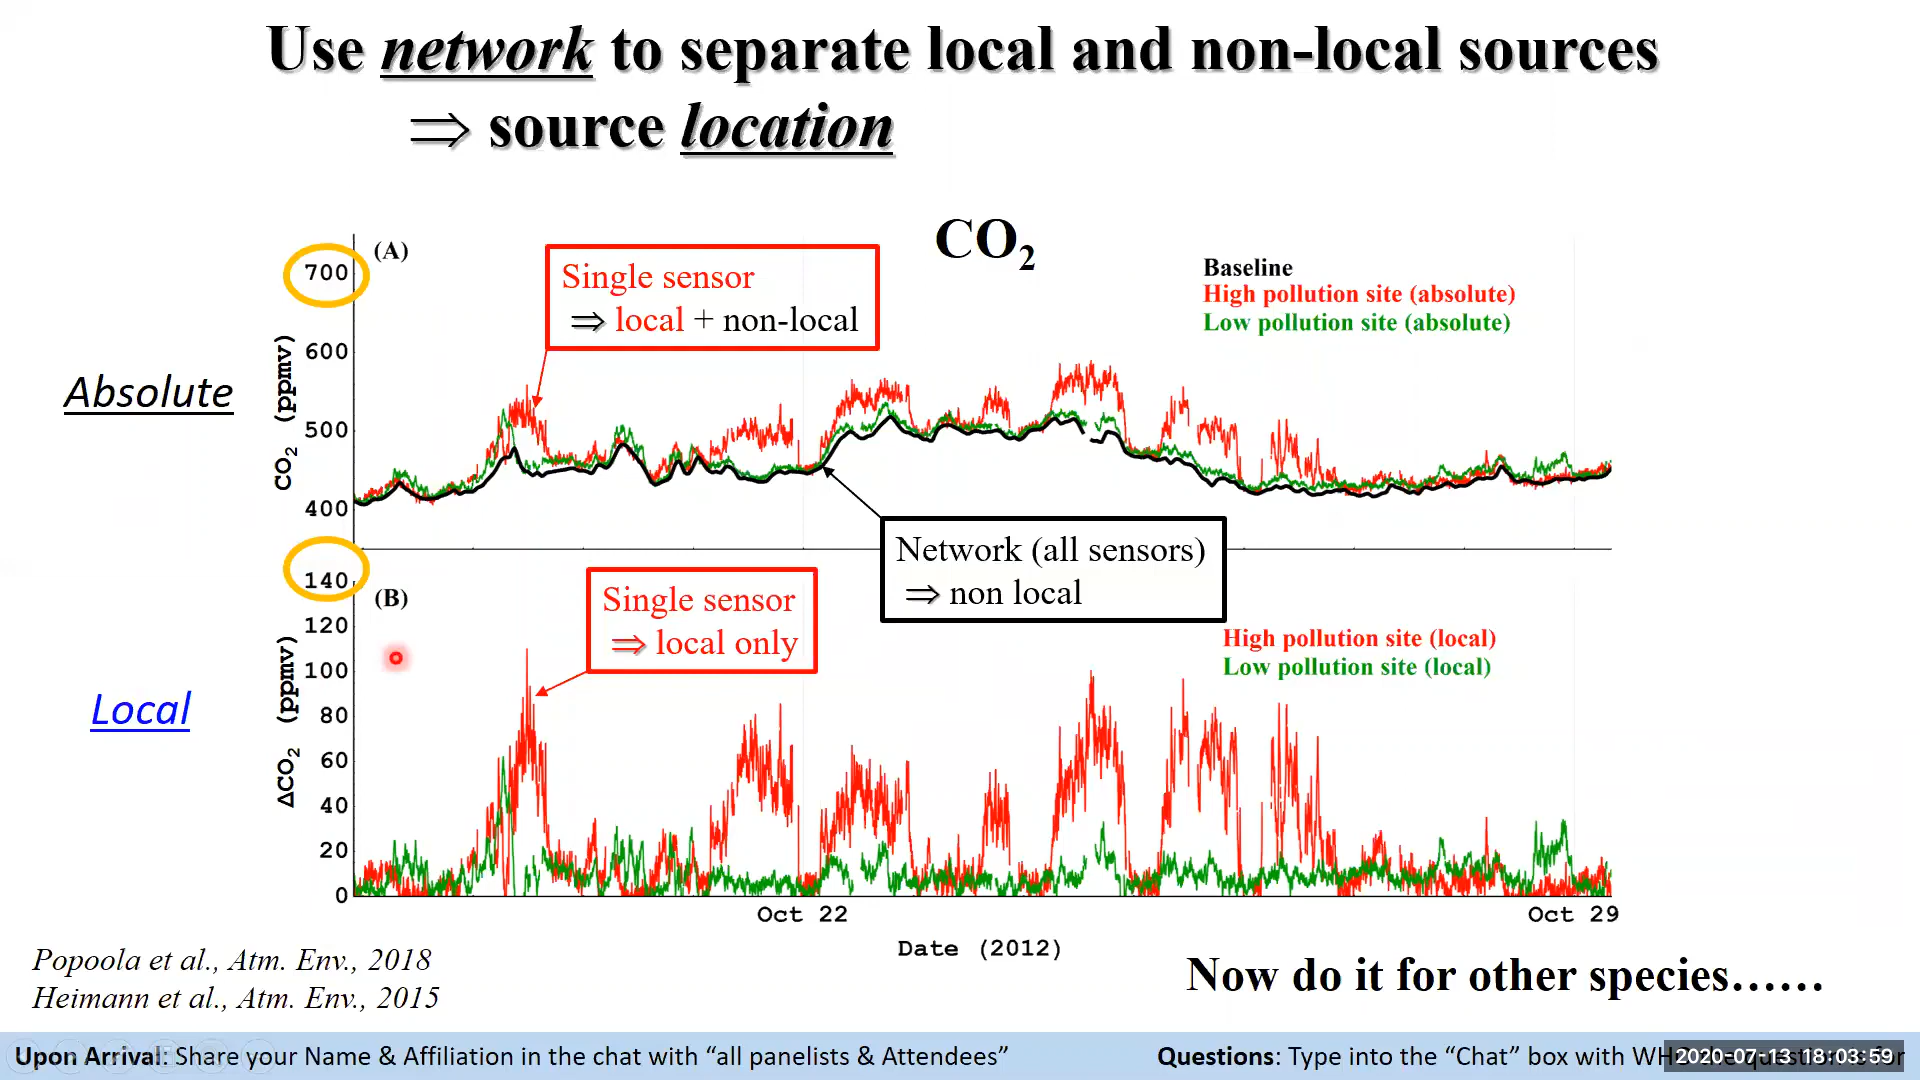 Use network to separate local and non-local sources
⇒ source location
CO2
(A)
700
600
500
400
CO2 (ppmv)
Absolute
Single sensor
⇒ local + non-local
Baseline
High pollution site (absolute)
Low pollution site (absolute)
Network (all sensors)
⇒ non local
(B)
140
120
100
80
60
40
20
0
ΔCO2 (ppmv)
Local
Single sensor
⇒ local only
High pollution site (local)
Low pollution site (local)
Oct 22
Oct 29
Date (2012)
Popoola et al., Atm. Env., 2018
Heimann et al., Atm. Env., 2015
Now do it for other species......
Upon Arrival: Share your Name & Affiliation in the chat with “all panelists & Attendees”
Questions: Type into the “Chat” box with
2020-07-13 18:03:59